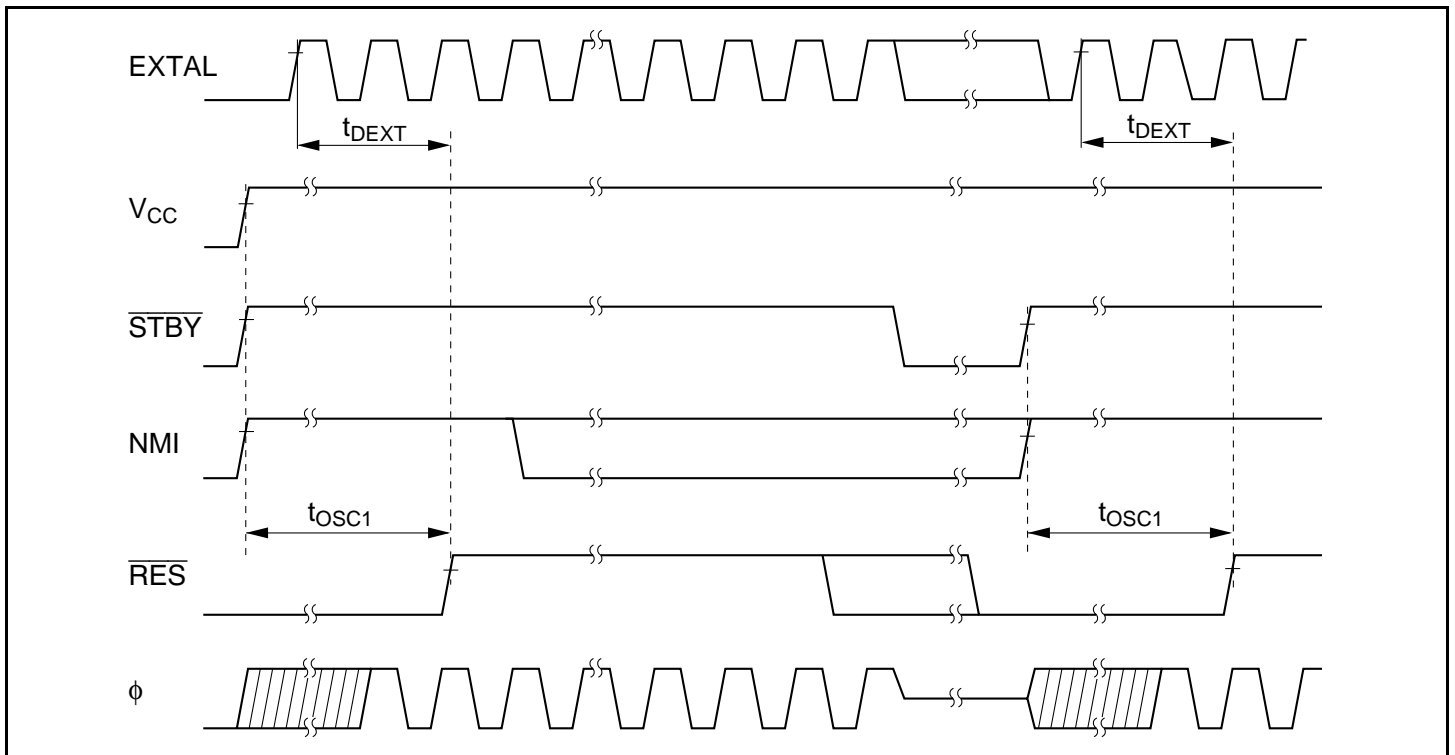 EXTAL
tDEXT tDEXT
VCC
STBY
NMI
tOSC1 tOSC1
RES
ϕ